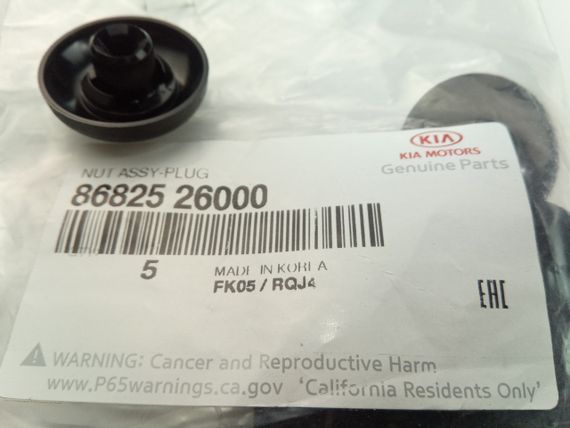 KIA
KIA MOTORS
Genuine Parts
NUT ASSY-PLUG
86825 26000
5
MADE IN KOREA
FK05 / RQJ4
EAC
WARNING: Cancer and Reproductive Harm
www.P65warnings.ca.gov 'California Residents Only'